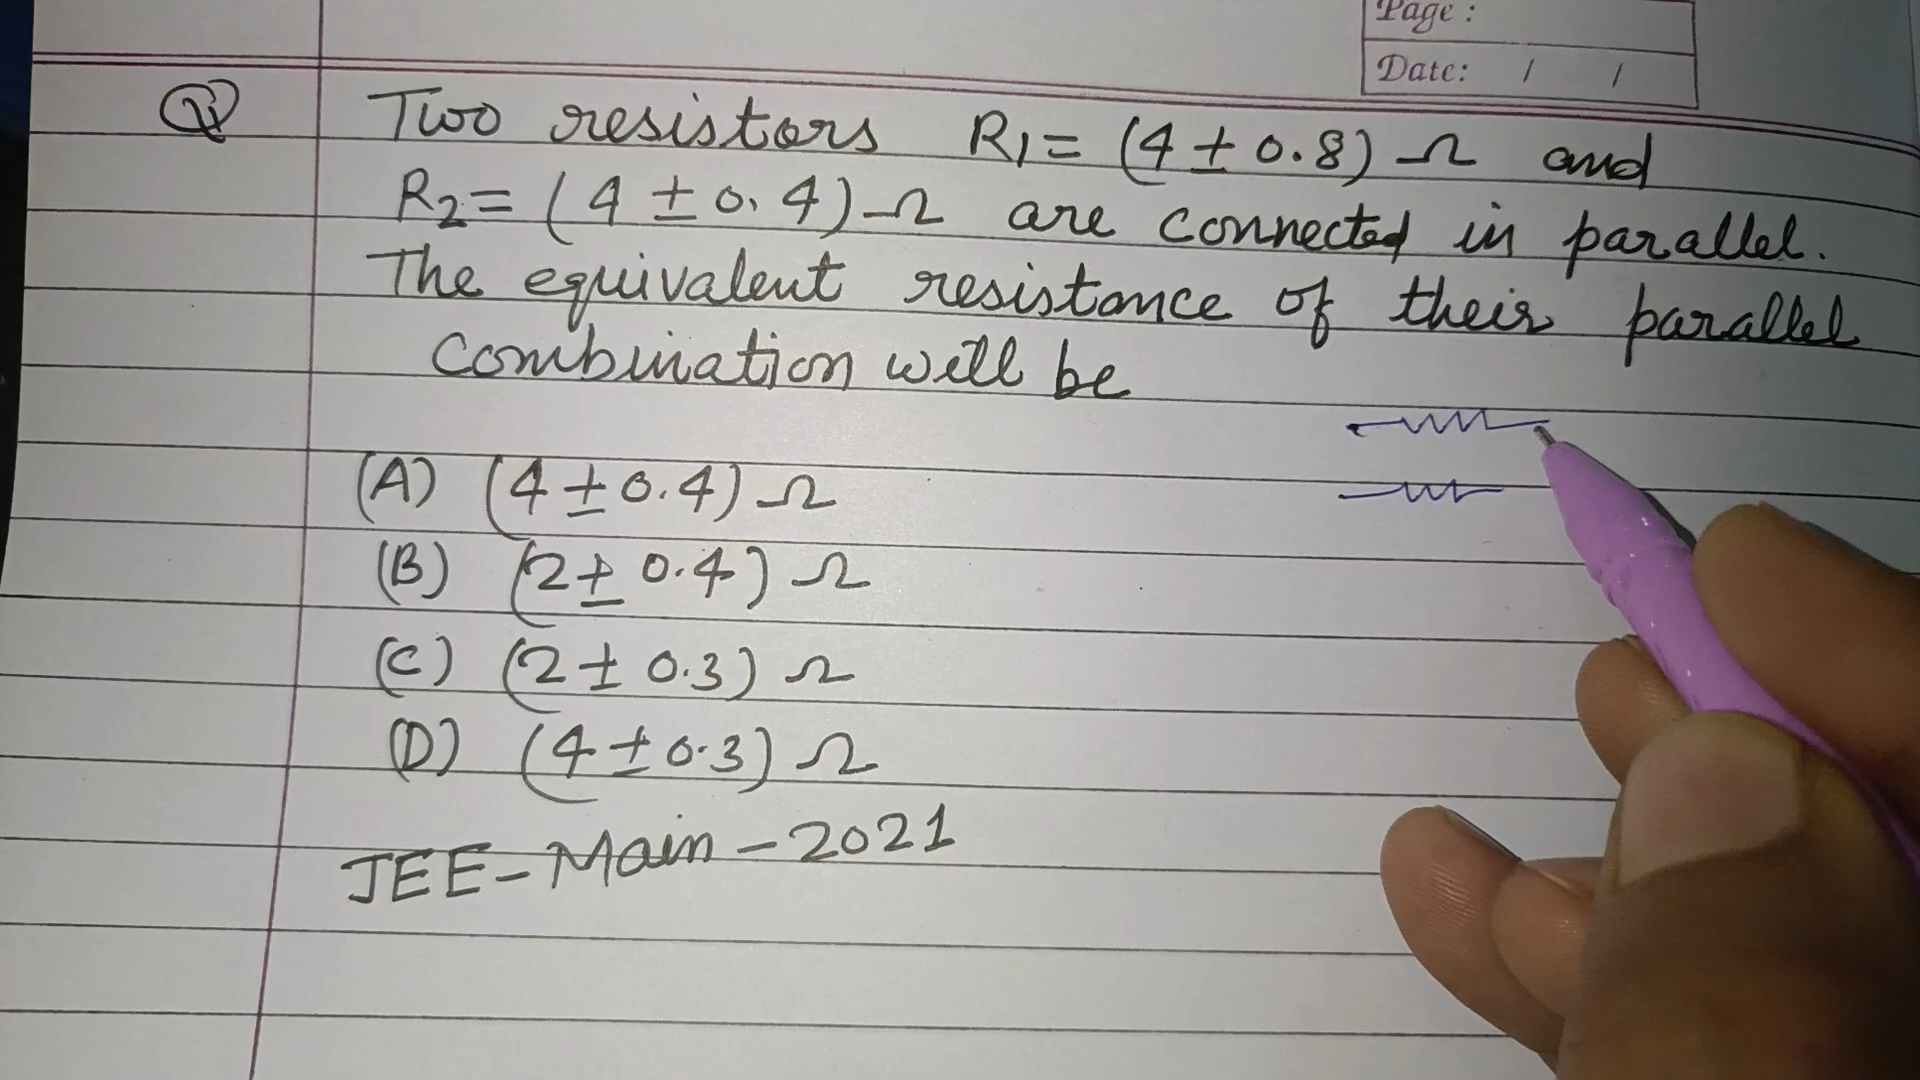 Page :
Date: / /
Q Two resistors R1 = (4 ± 0.8) Ω and
R2 = (4 ± 0.4) Ω are connected in parallel.
The equivalent resistance of their parallel
Combination will be
(A) (4 ± 0.4) Ω
(B) (2 ± 0.4) Ω
(C) (2 ± 0.3) Ω
(D) (4 ± 0.3) Ω
JEE - Main - 2021